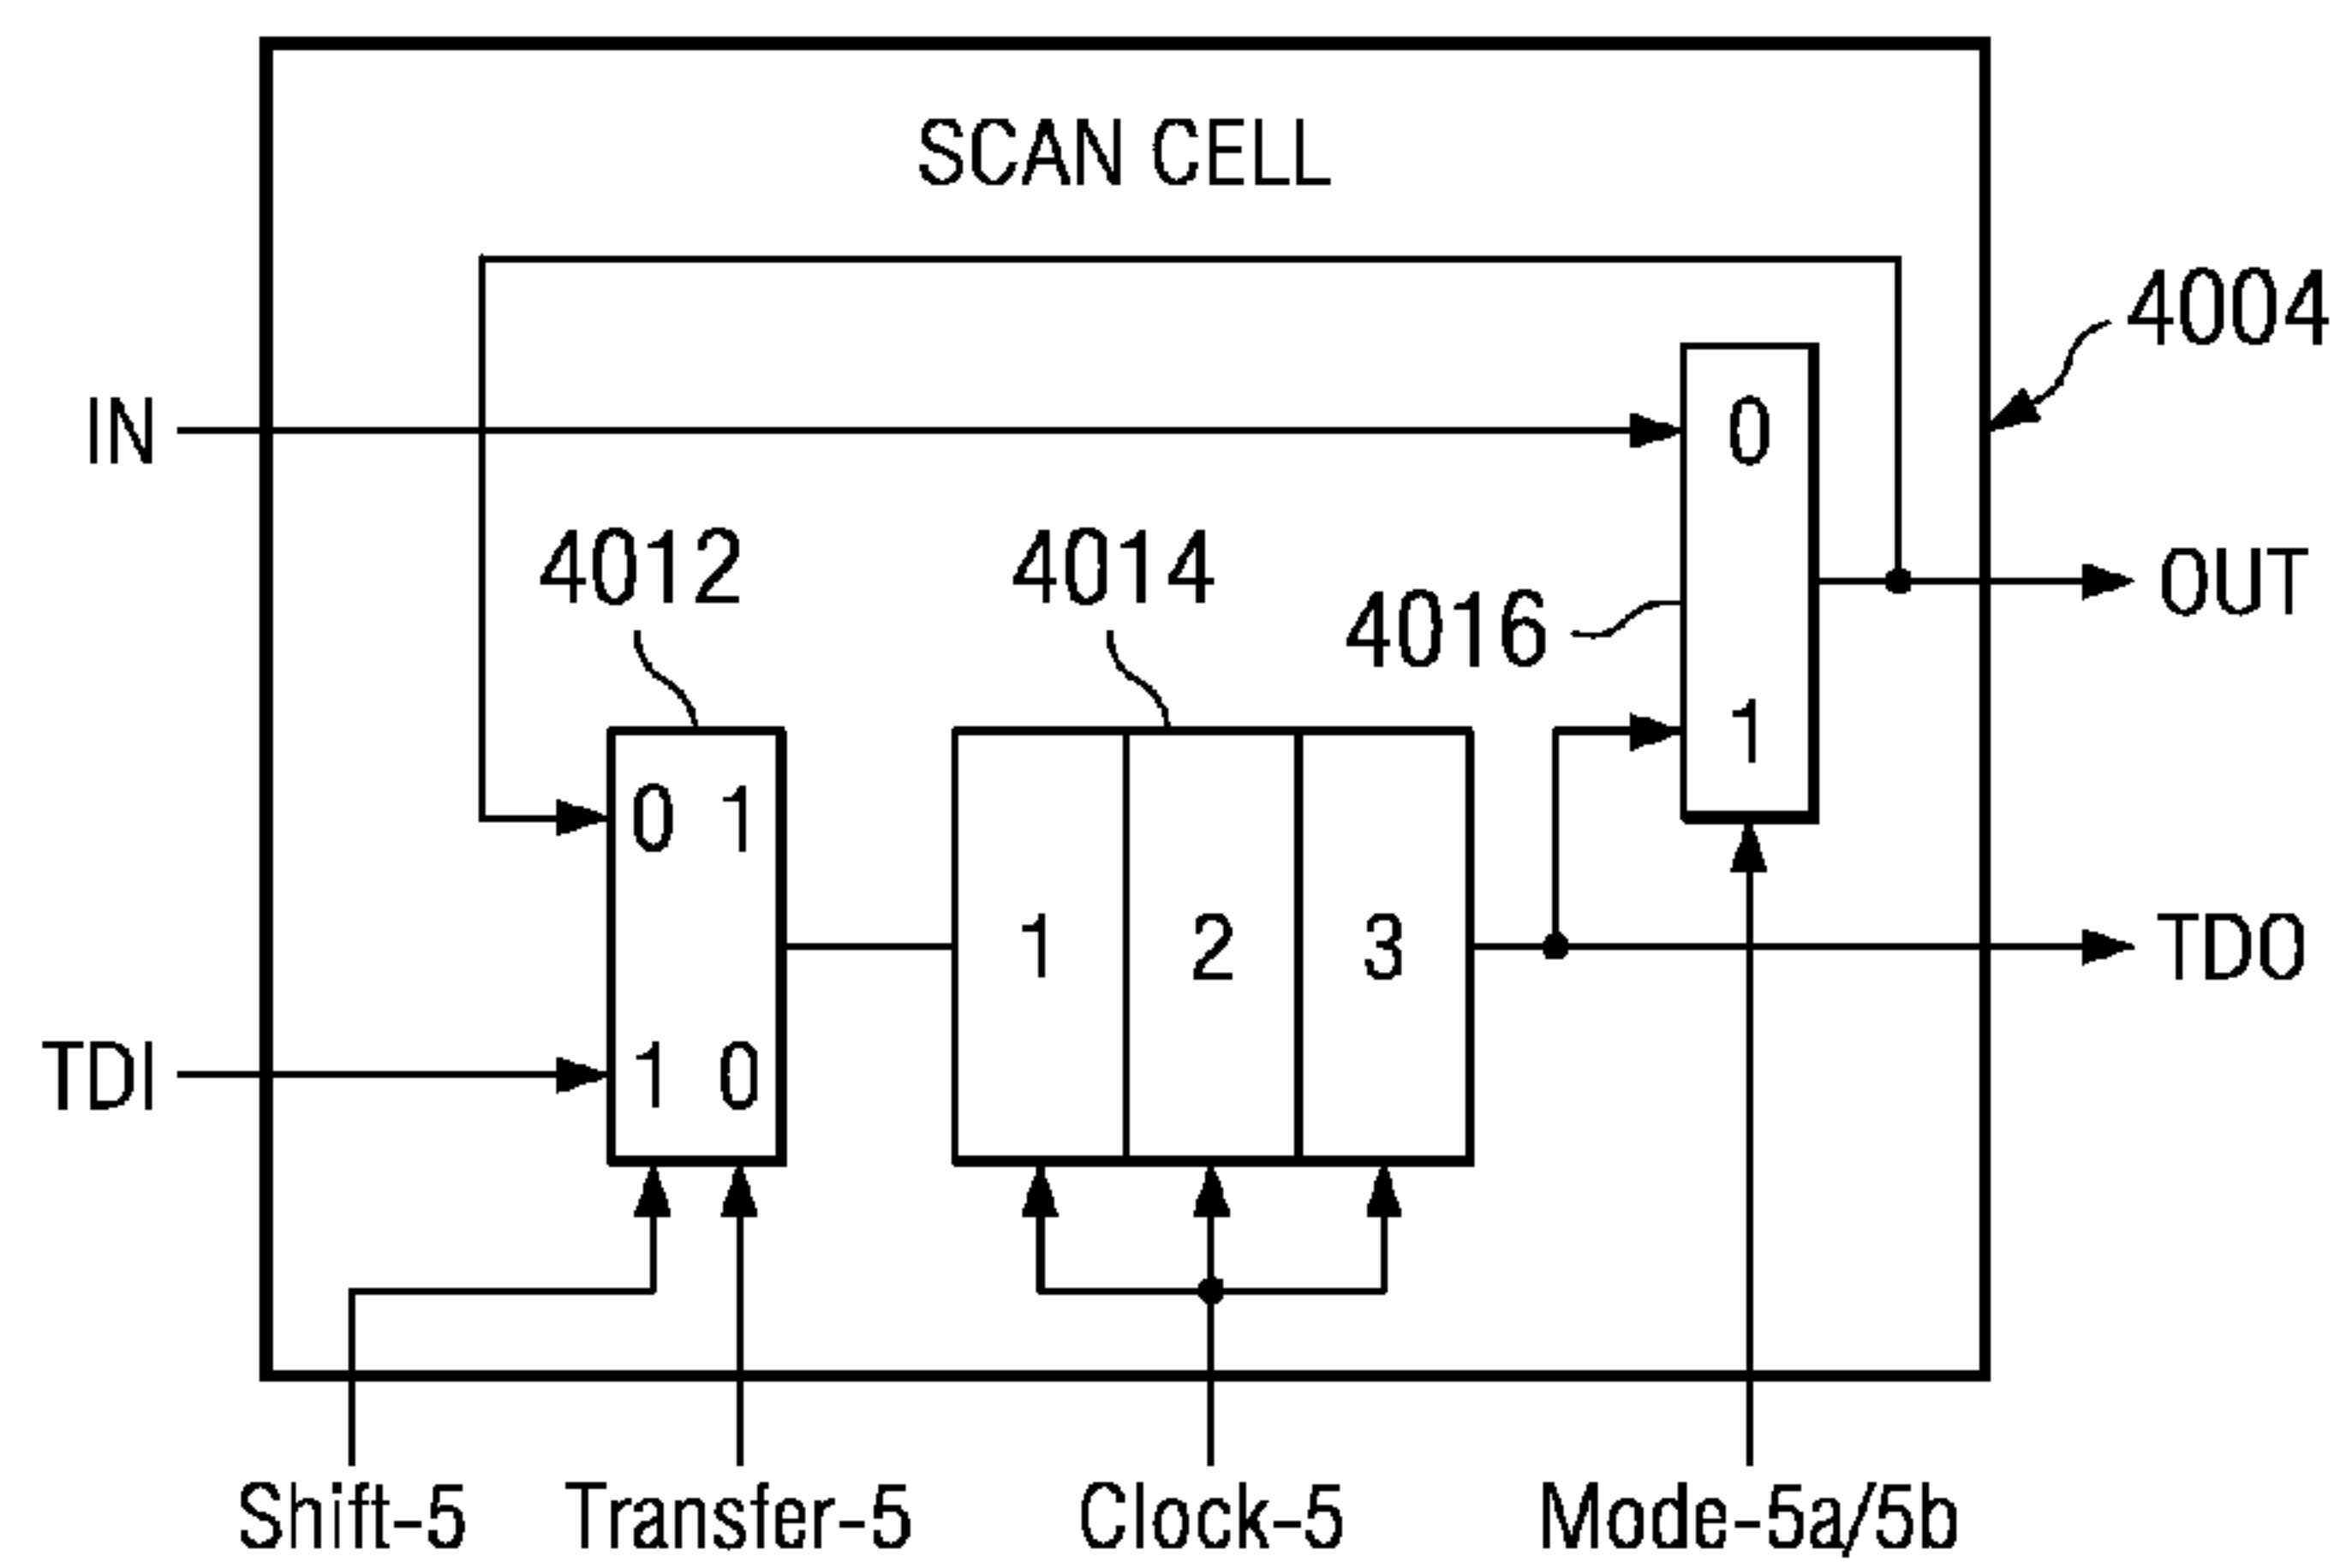 SCAN CELL
4004
IN
0
4012
4014
4016
OUT
1
0 1
1
2
3
TDO
TDI
1 0
Shift-5
Transfer-5
Clock-5
Mode-5a/5b